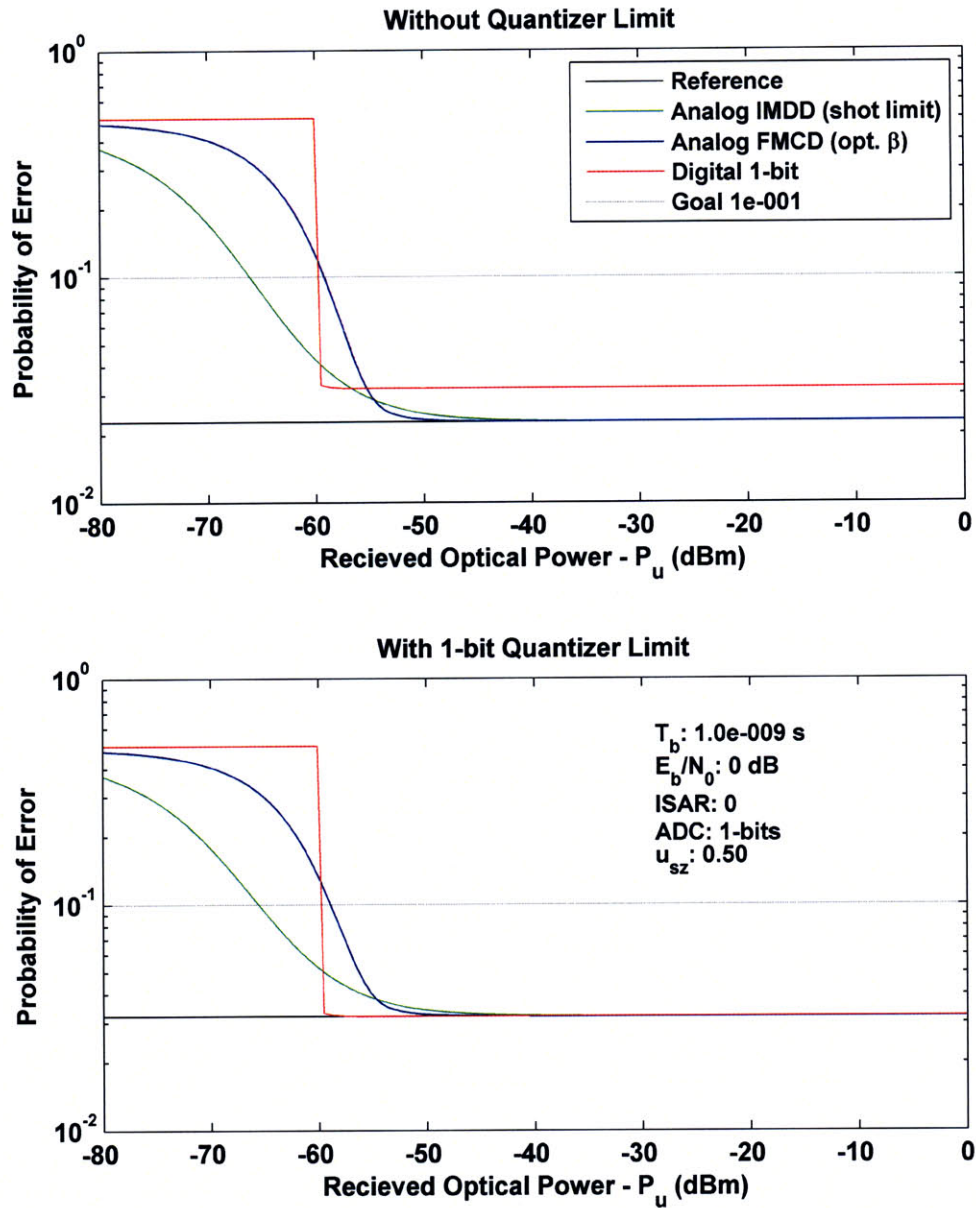 Without Quantizer Limit
10^0
10^-1
10^-2
Probability of Error
Reference
Analog IMDD (shot limit)
Analog FMCD (opt. β)
Digital 1-bit
Goal 1e-001
-80 -70 -60 -50 -40 -30 -20 -10 0
Recieved Optical Power - P_u (dBm)
With 1-bit Quantizer Limit
10^0
10^-1
10^-2
Probability of Error
T_b: 1.0e-009 s
E_b/N_0: 0 dB
ISAR: 0
ADC: 1-bits
u_sz: 0.50
-80 -70 -60 -50 -40 -30 -20 -10 0
Recieved Optical Power - P_u (dBm)